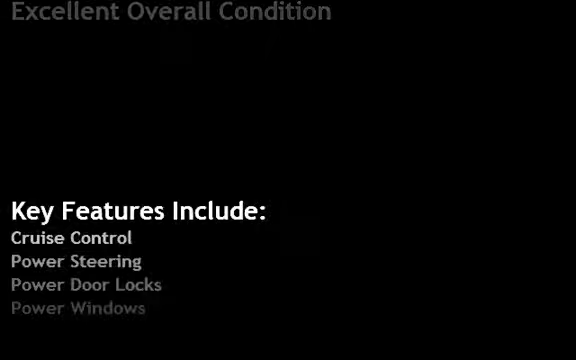 Excellent Overall Condition
Key Features Include:
Cruise Control
Power Steering
Power Door Locks
Power Windows